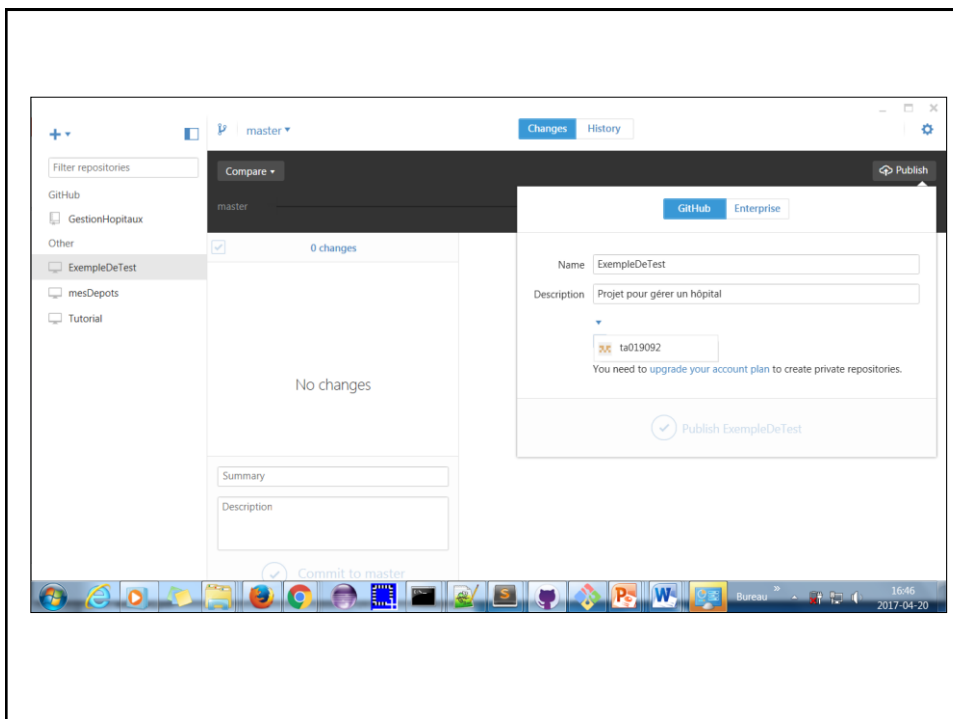 master
Changes
History
Filter repositories
GitHub
GestionHopitaux
Other
ExempleDeTest
mesDepots
Tutorial
Compare
Publish
master
0 changes
No changes
Summary
Description
Commit to master
GitHub
Enterprise
Name ExempleDeTest
Description Projet pour gérer un hôpital
ta019092
You need to upgrade your account plan to create private repositories.
Publish ExempleDeTest
Bureau
16:46
2017-04-20